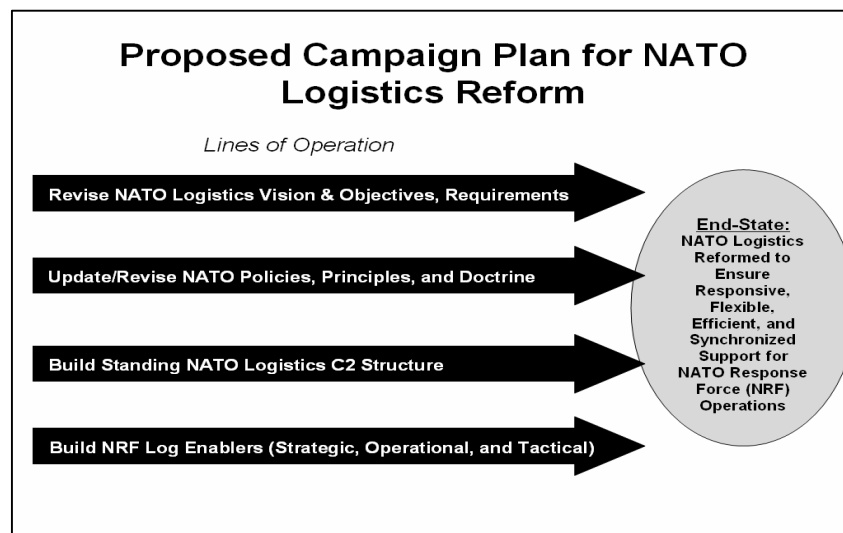 Proposed Campaign Plan for NATO
Logistics Reform
Lines of Operation
Revise NATO Logistics Vision & Objectives, Requirements
Update/Revise NATO Policies, Principles, and Doctrine
Build Standing NATO Logistics C2 Structure
Build NRF Log Enablers (Strategic, Operational, and Tactical)
End-State:
NATO Logistics
Reformed to
Ensure
Responsive,
Flexible,
Efficient, and
Synchronized
Support for
NATO Response
Force (NRF)
Operations